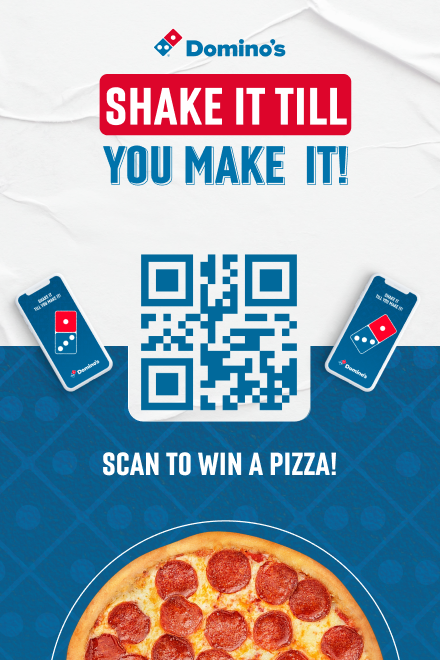 Domino's
SHAKE IT TILL
YOU MAKE IT!
SHAKE IT
TILL YOU MAKE IT!
Domino's
SHAKE IT
TILL YOU MAKE IT!
Domino's
SCAN TO WIN A PIZZA!